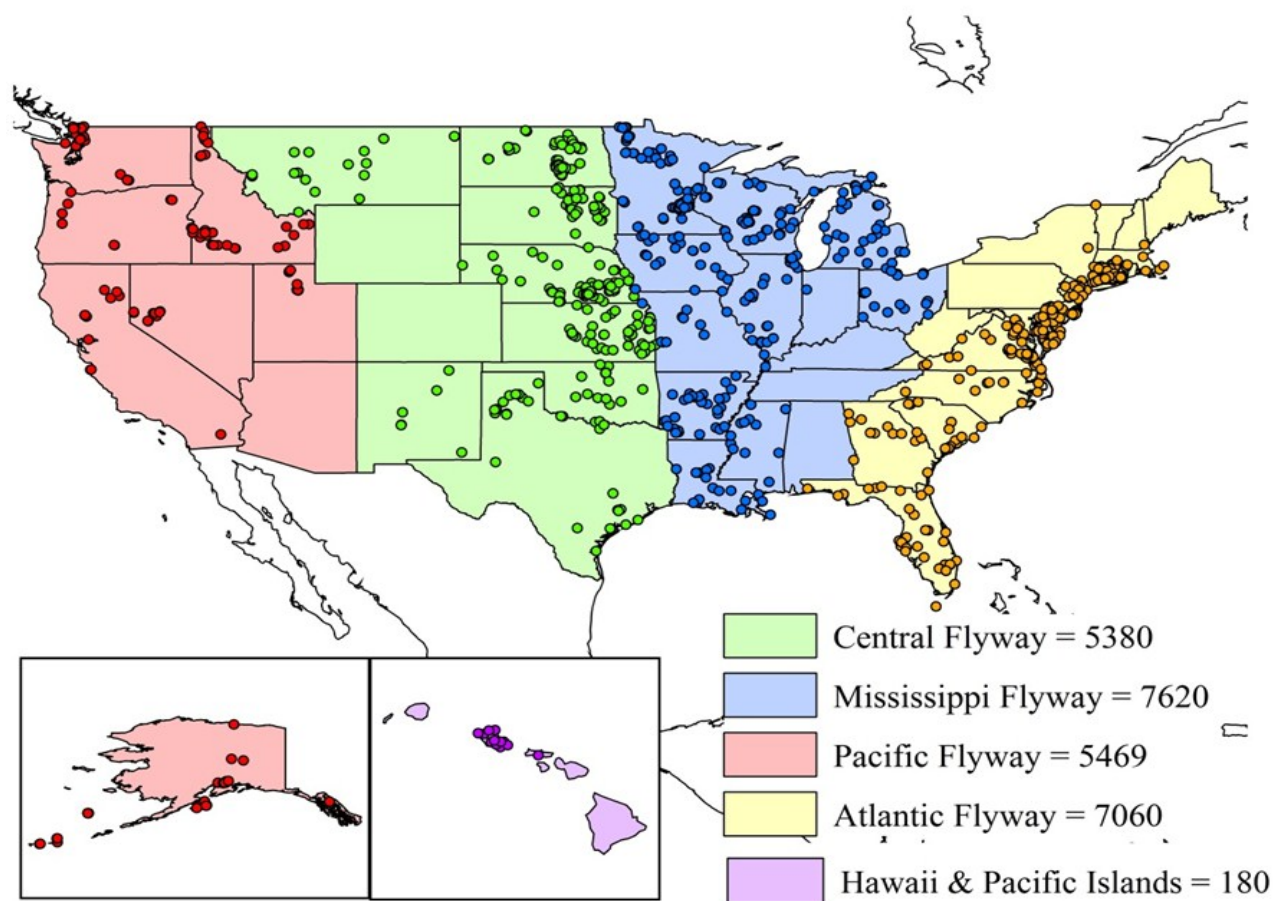 Central Flyway = 5380
Mississippi Flyway = 7620
Pacific Flyway = 5469
Atlantic Flyway = 7060
Hawaii & Pacific Islands = 180